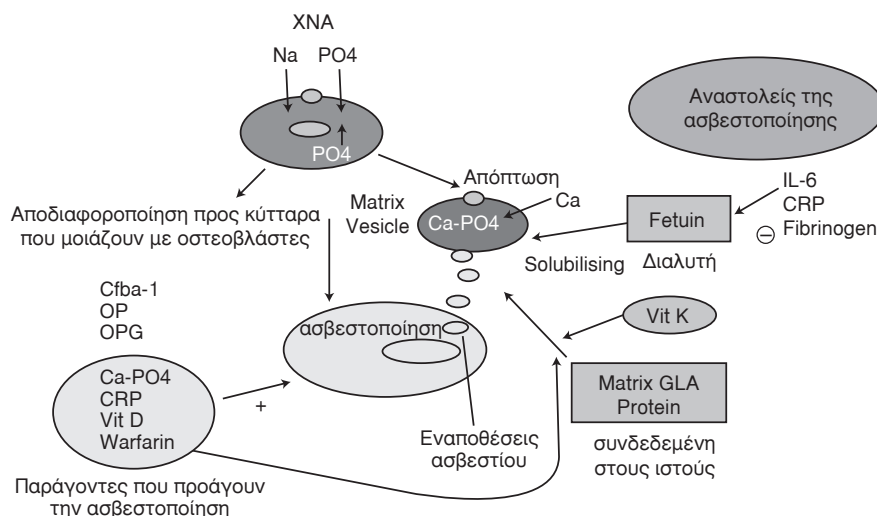 ΧΝΑ
Na PO4
PO4
Αναστολείς της
ασβεστοποίησης
Απόπτωση
Ca
Matrix
Vesicle
Ca-PO4
IL-6
CRP
Fibrinogen
Fetuin
Solubilising
Διαλυτή
Αποδιαφοροποίηση προς κύτταρα
που μοιάζουν με οστεοβλάστες
Cfba-1
OP
OPG
ασβεστοποίηση
Vit K
Ca-PO4
CRP
Vit D
Warfarin
+
Matrix GLA
Protein
Εναποθέσεις
ασβεστίου
συνδεδεμένη
στους ιστούς
Παράγοντες που προάγουν
την ασβεστοποίηση